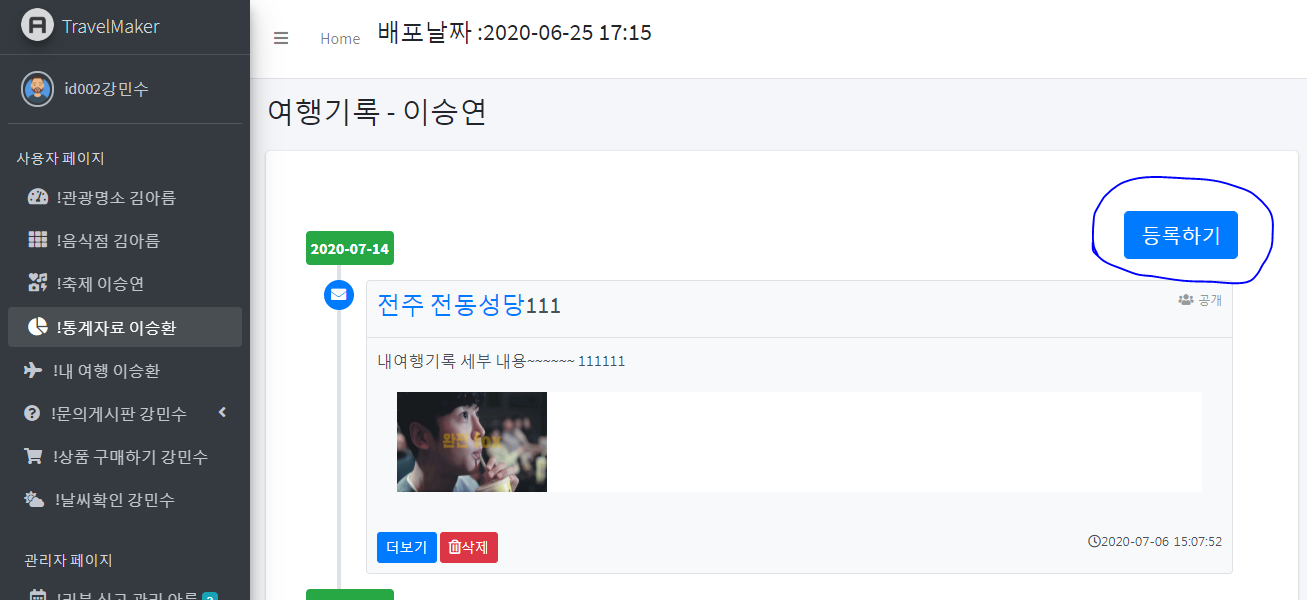 TravelMaker
id002강민수
사용자 페이지
!관광명소 김아름
!음식점 김아름
!축제 이승연
!통계자료 이승환
!내 여행 이승환
!문의게시판 강민수
!상품 구매하기 강민수
!날씨확인 강민수
관리자 페이지
Home 배포날짜 :2020-06-25 17:15
여행기록 - 이승연
등록하기
2020-07-14
전주 전동성당111
공개
내여행기록 세부 내용~~~~~~ 111111
완전
더보기 삭제
2020-07-06 15:07:52